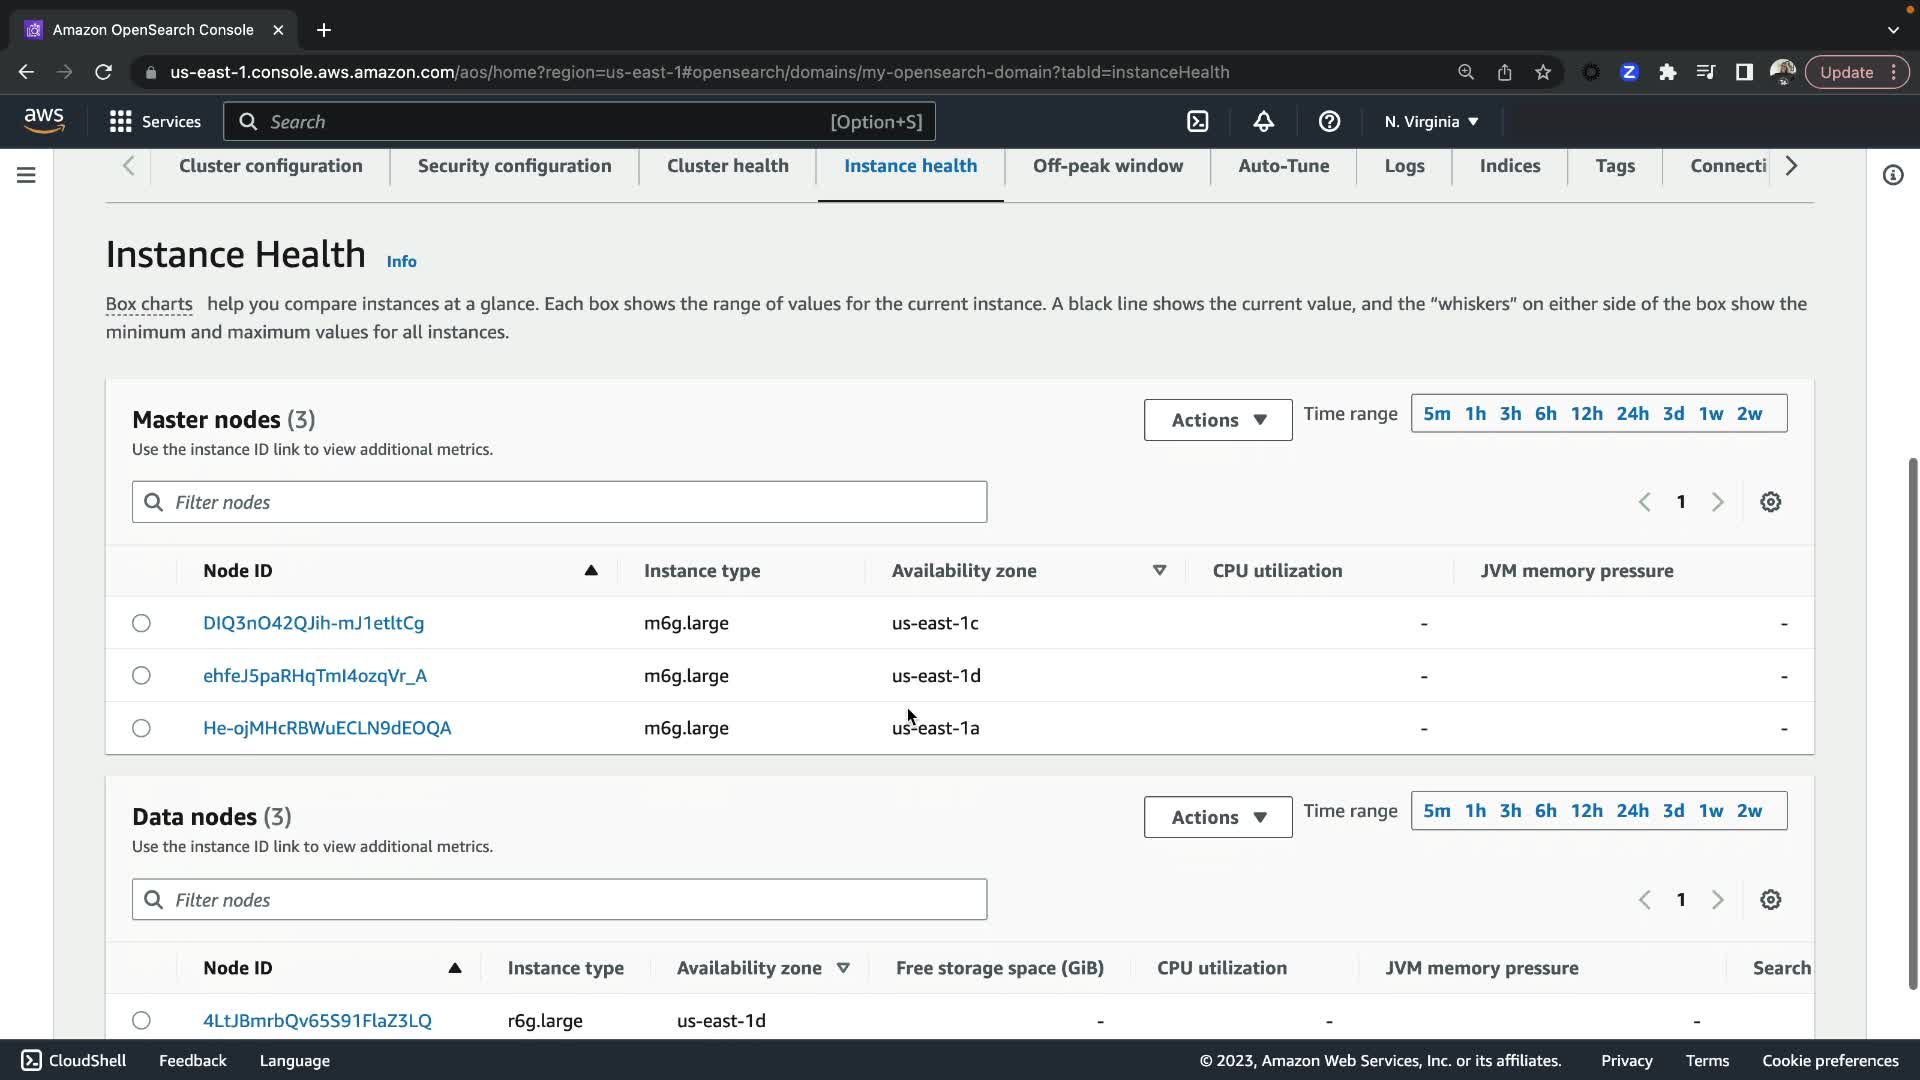 Amazon OpenSearch Console
us-east-1.console.aws.amazon.com/aos/home?region=us-east-1#opensearch/domains/my-opensearch-domain?tabId=instanceHealth
Update
aws
Services
Search
[Option+S]
N. Virginia
Cluster configuration
Security configuration
Cluster health
Instance health
Off-peak window
Auto-Tune
Logs
Indices
Tags
Connecti
Instance Health Info
Box charts help you compare instances at a glance. Each box shows the range of values for the current instance. A black line shows the current value, and the “whiskers” on either side of the box show the
minimum and maximum values for all instances.
Master nodes (3)
Use the instance ID link to view additional metrics.
Actions
Time range
5m 1h 3h 6h 12h 24h 3d 1w 2w
Filter nodes
1
Node ID Instance type Availability zone CPU utilization JVM memory pressure
DIQ3nO42QJih-mJ1etltCg m6g.large us-east-1c - -
ehfeJ5paRHqTmI4ozqVr_A m6g.large us-east-1d - -
He-ojMHcRBWuECLN9dEOQA m6g.large us-east-1a - -
Data nodes (3)
Use the instance ID link to view additional metrics.
Actions
Time range
5m 1h 3h 6h 12h 24h 3d 1w 2w
Filter nodes
1
Node ID Instance type Availability zone Free storage space (GiB) CPU utilization JVM memory pressure Search
4LtJBmrbQv65S91FlaZ3LQ r6g.large us-east-1d - - -
CloudShell
Feedback
Language
© 2023, Amazon Web Services, Inc. or its affiliates.
Privacy
Terms
Cookie preferences